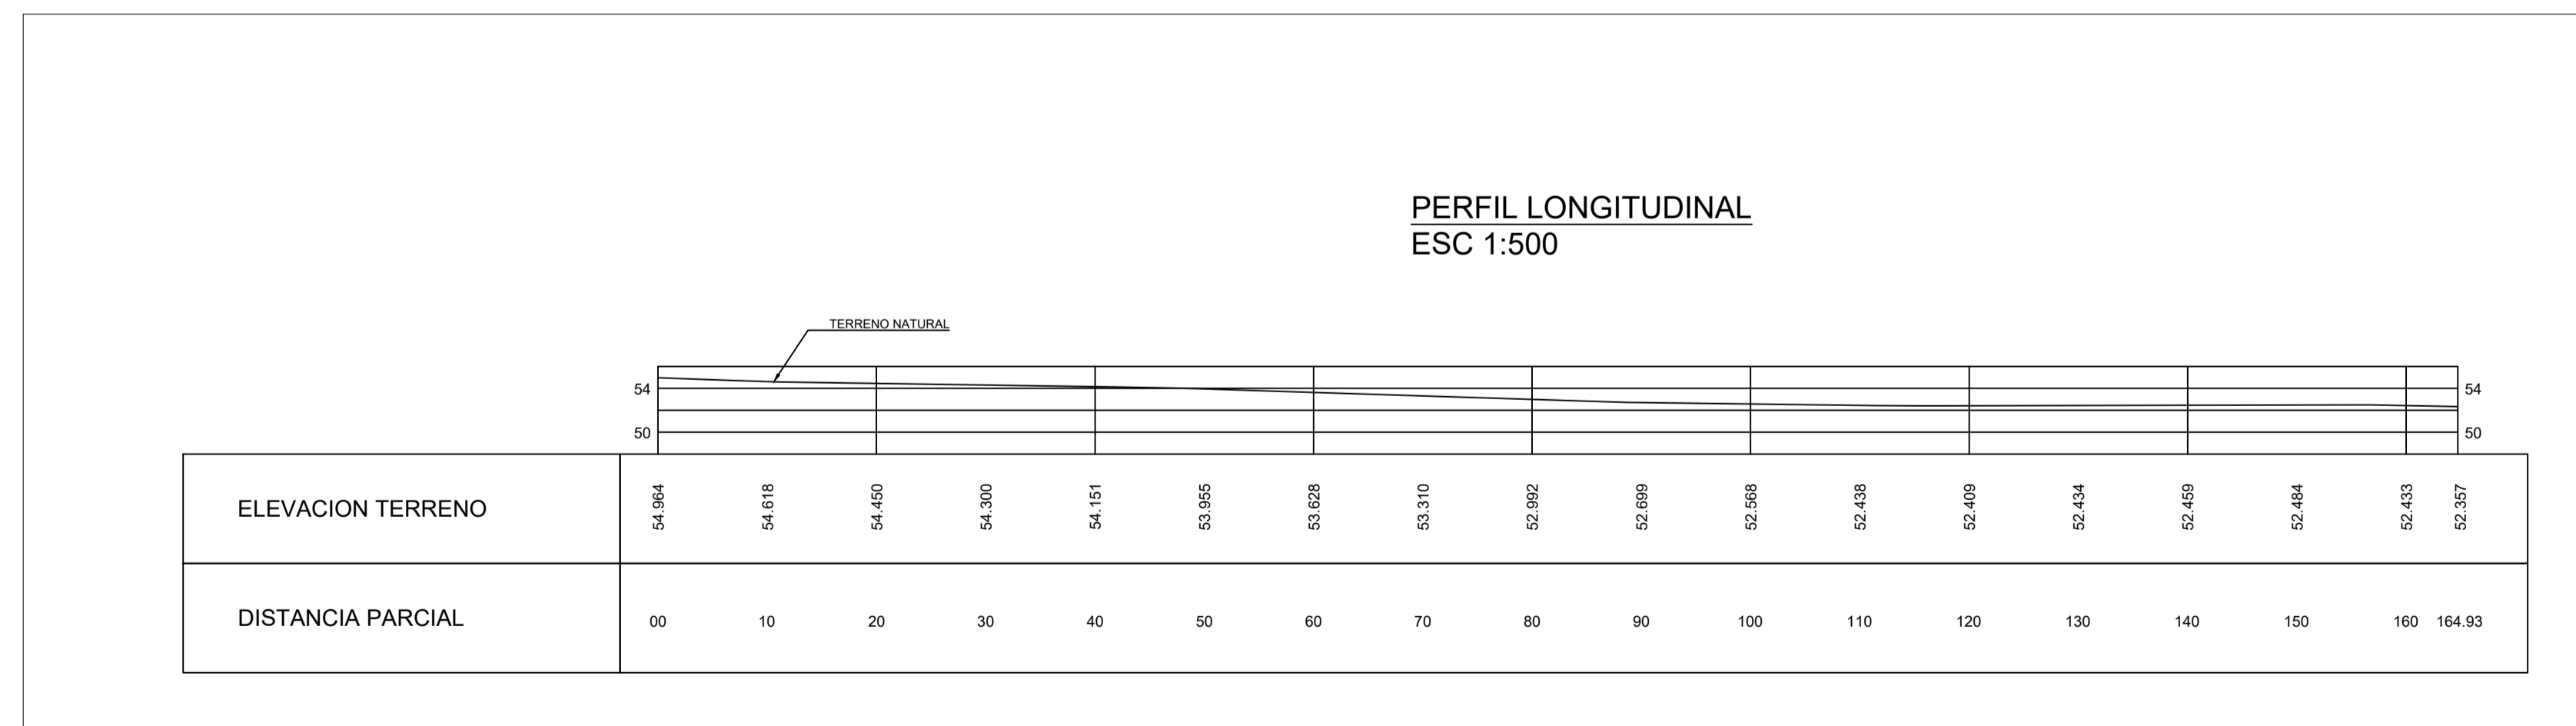 PERFIL LONGITUDINAL
ESC 1:500
TERRENO NATURAL
54 54
50 50
ELEVACION TERRENO 54.964 54.618 54.450 54.300 54.151 53.955 53.628 53.310 52.992 52.699 52.568 52.438 52.409 52.434 52.459 52.484 52.433 52.357
DISTANCIA PARCIAL 00 10 20 30 40 50 60 70 80 90 100 110 120 130 140 150 160 164.93